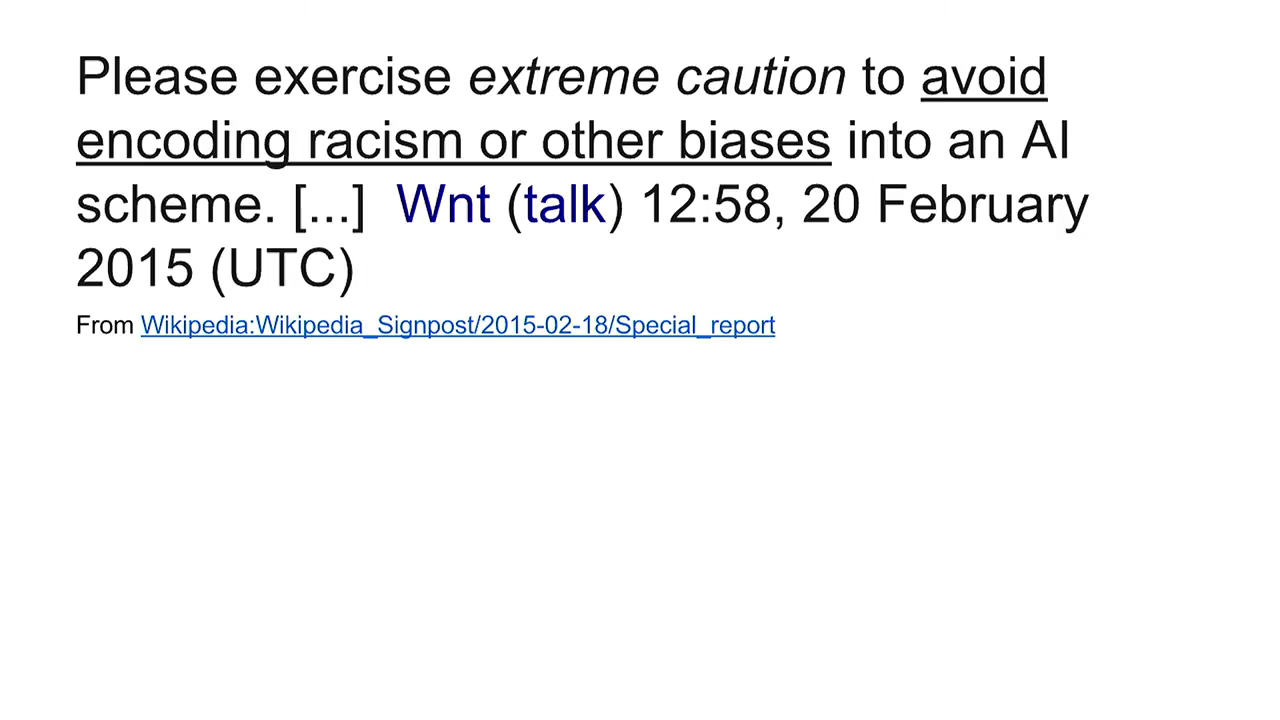 Please exercise extreme caution to avoid
encoding racism or other biases into an AI
scheme. [...] Wnt (talk) 12:58, 20 February
2015 (UTC)
From Wikipedia:Wikipedia_Signpost/2015-02-18/Special_report